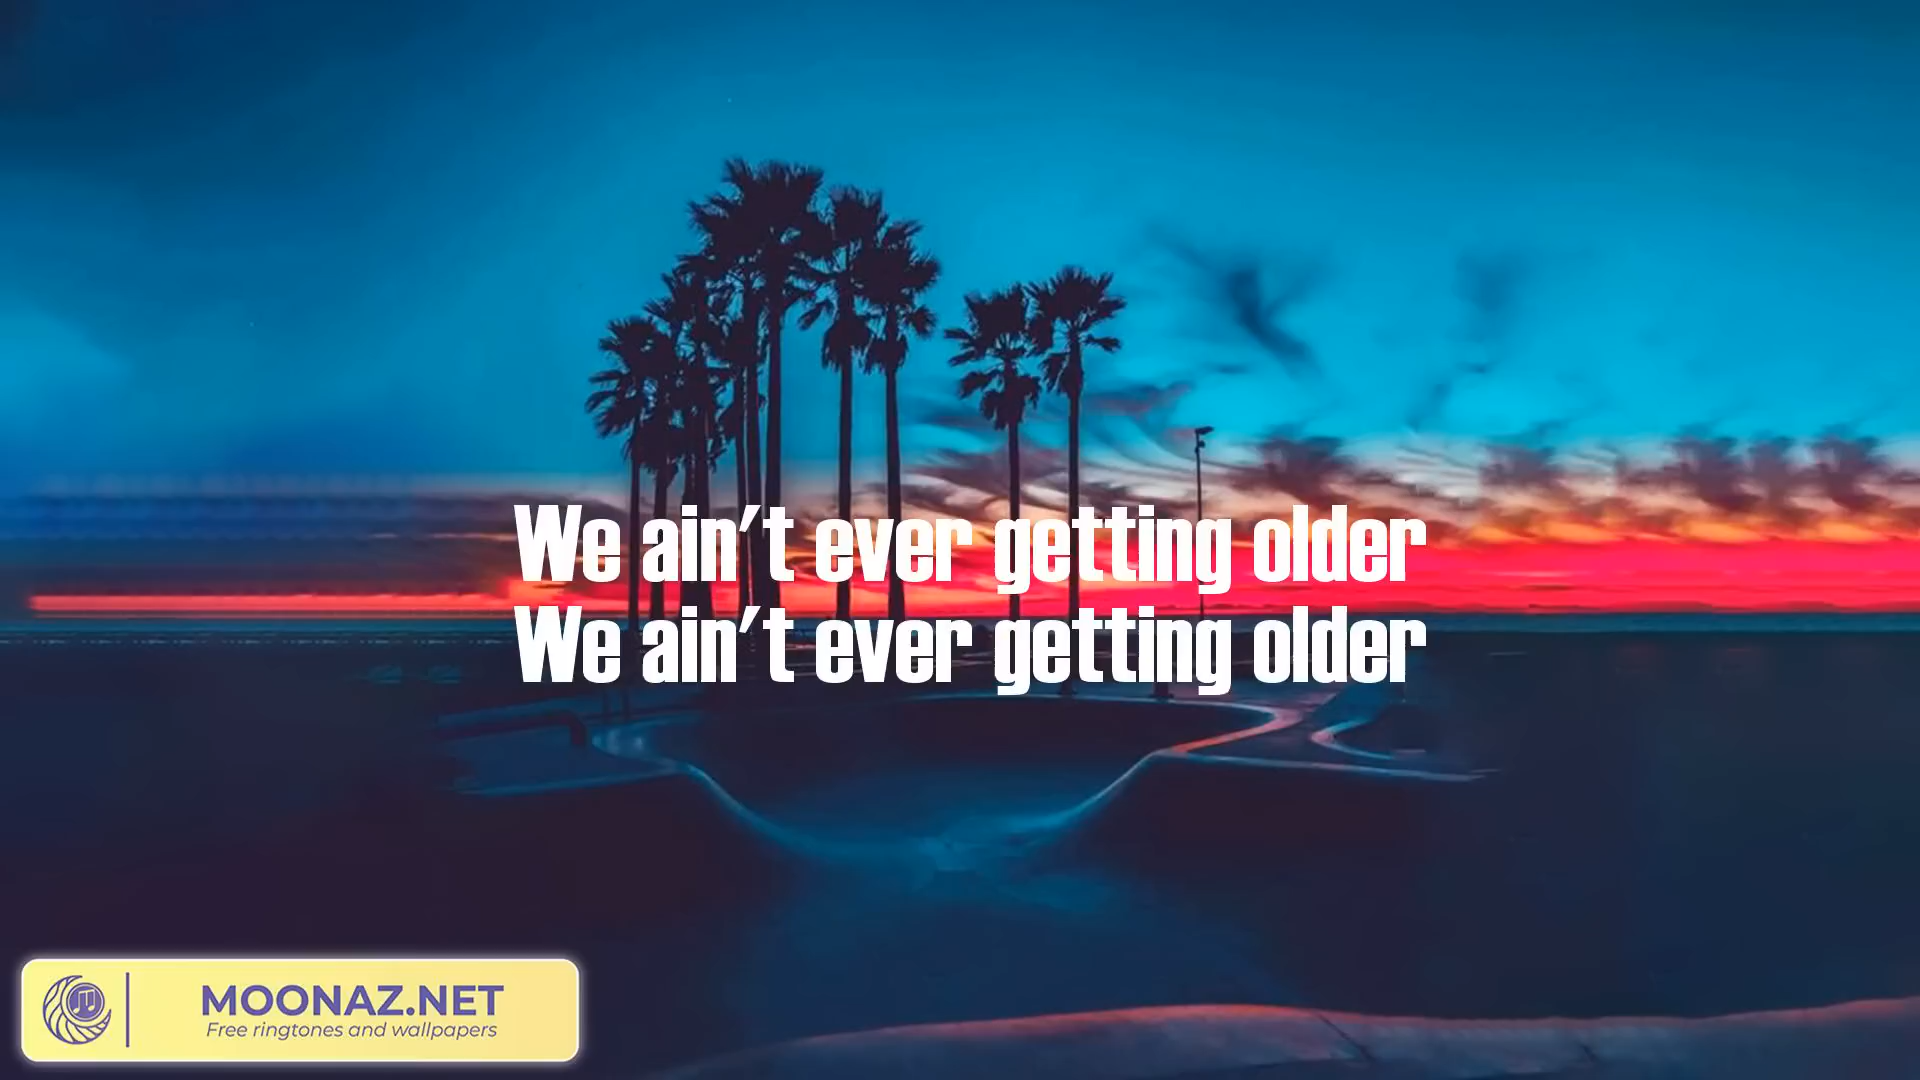 We ain't ever getting older
We ain't ever getting older
MOONAZ.NET
Free ringtones and wallpapers